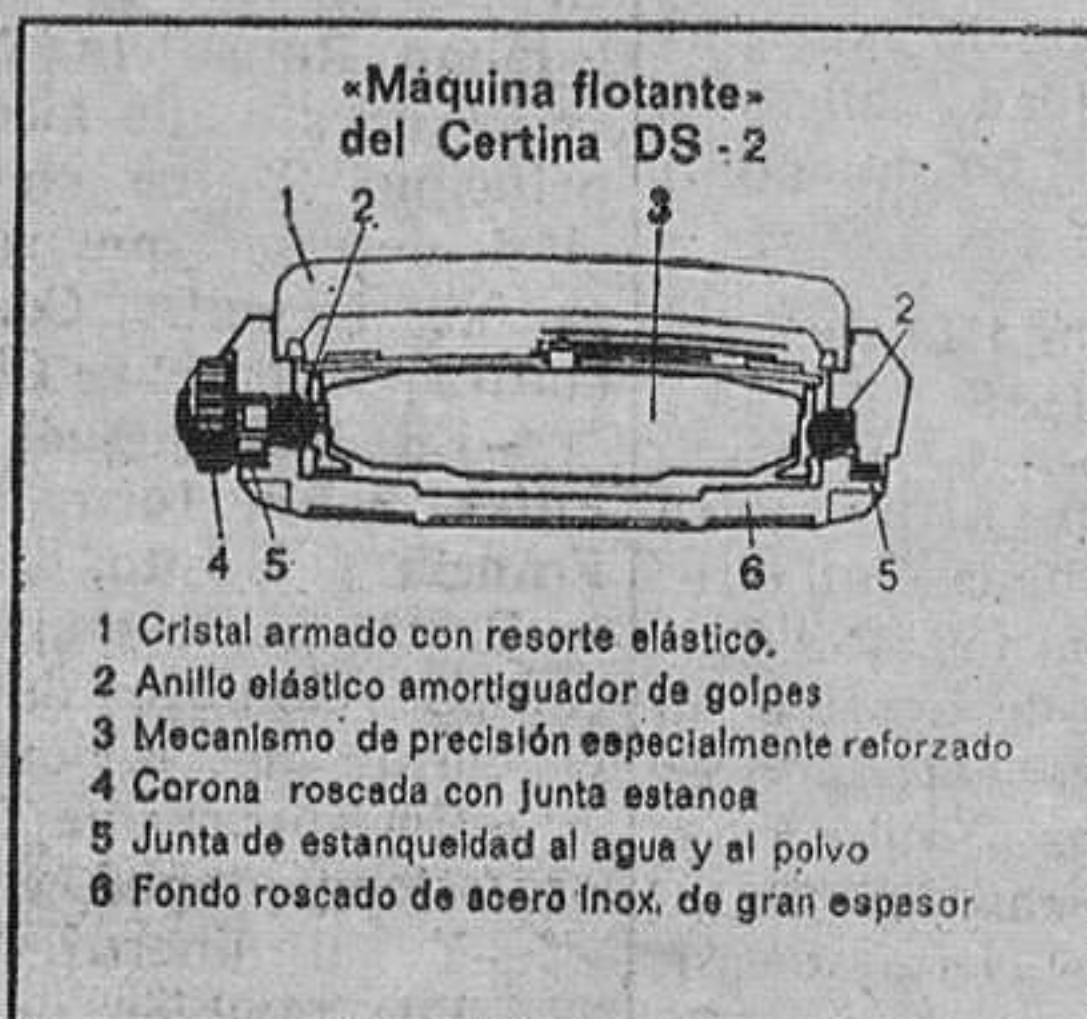 «Máquina flotante»
del Certina DS - 2
1 2 3
2
4 5 6 5
1 Cristal armado con resorte elástico.
2 Anillo elástico amortiguador de golpes
3 Mecanismo de precisión especialmente reforzado
4 Corona roscada con junta estanca
5 Junta de estanqueidad al agua y al polvo
6 Fondo roscado de acero inox. de gran espesor